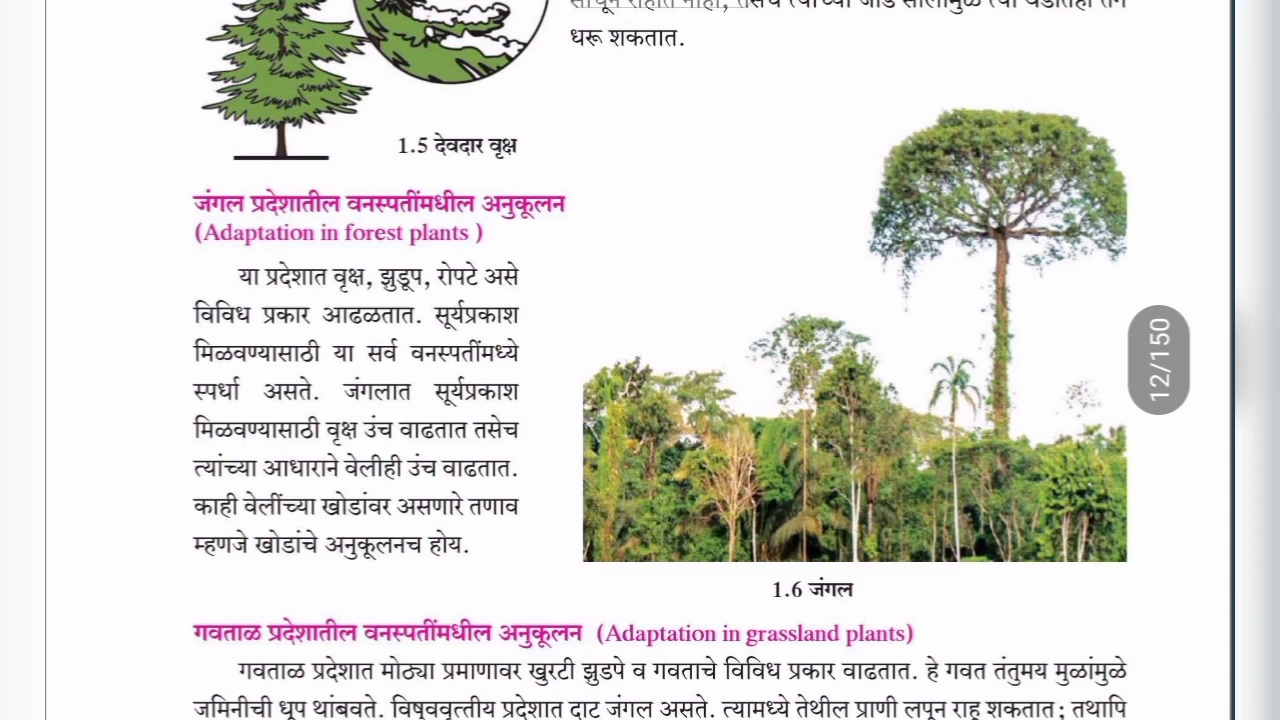 धरू शकतात.
1.5 देवदार वृक्ष
जंगल प्रदेशातील वनस्पतींमधील अनुकूलन
(Adaptation in forest plants )
या प्रदेशात वृक्ष, झुडूप, रोपटे असे
विविध प्रकार आढळतात. सूर्यप्रकाश
मिळवण्यासाठी या सर्व वनस्पतींमध्ये
स्पर्धा असते. जंगलात सूर्यप्रकाश
मिळवण्यासाठी वृक्ष उंच वाढतात तसेच
त्यांच्या आधाराने वेलीही उंच वाढतात.
काही वेलींच्या खोडांवर असणारे तणाव
म्हणजे खोडांचे अनुकूलनच होय.
12/150
1.6 जंगल
गवताळ प्रदेशातील वनस्पतींमधील अनुकूलन (Adaptation in grassland plants)
गवताळ प्रदेशात मोठ्या प्रमाणावर खुरटी झुडपे व गवताचे विविध प्रकार वाढतात. हे गवत तंतुमय मुळांमुळे
जमिनीची धूप थांबवते. विषुववृत्तीय प्रदेशात दाट जंगल असते. त्यामध्ये तेथील प्राणी लपून राहू शकतात; तथापि